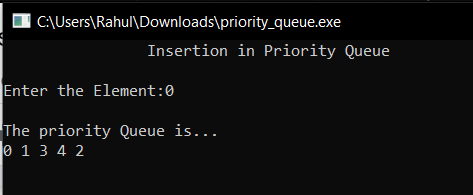 C:\Users\Rahul\Downloads\priority_queue.exe
Insertion in Priority Queue
Enter the Element:0
The priority Queue is...
0 1 3 4 2